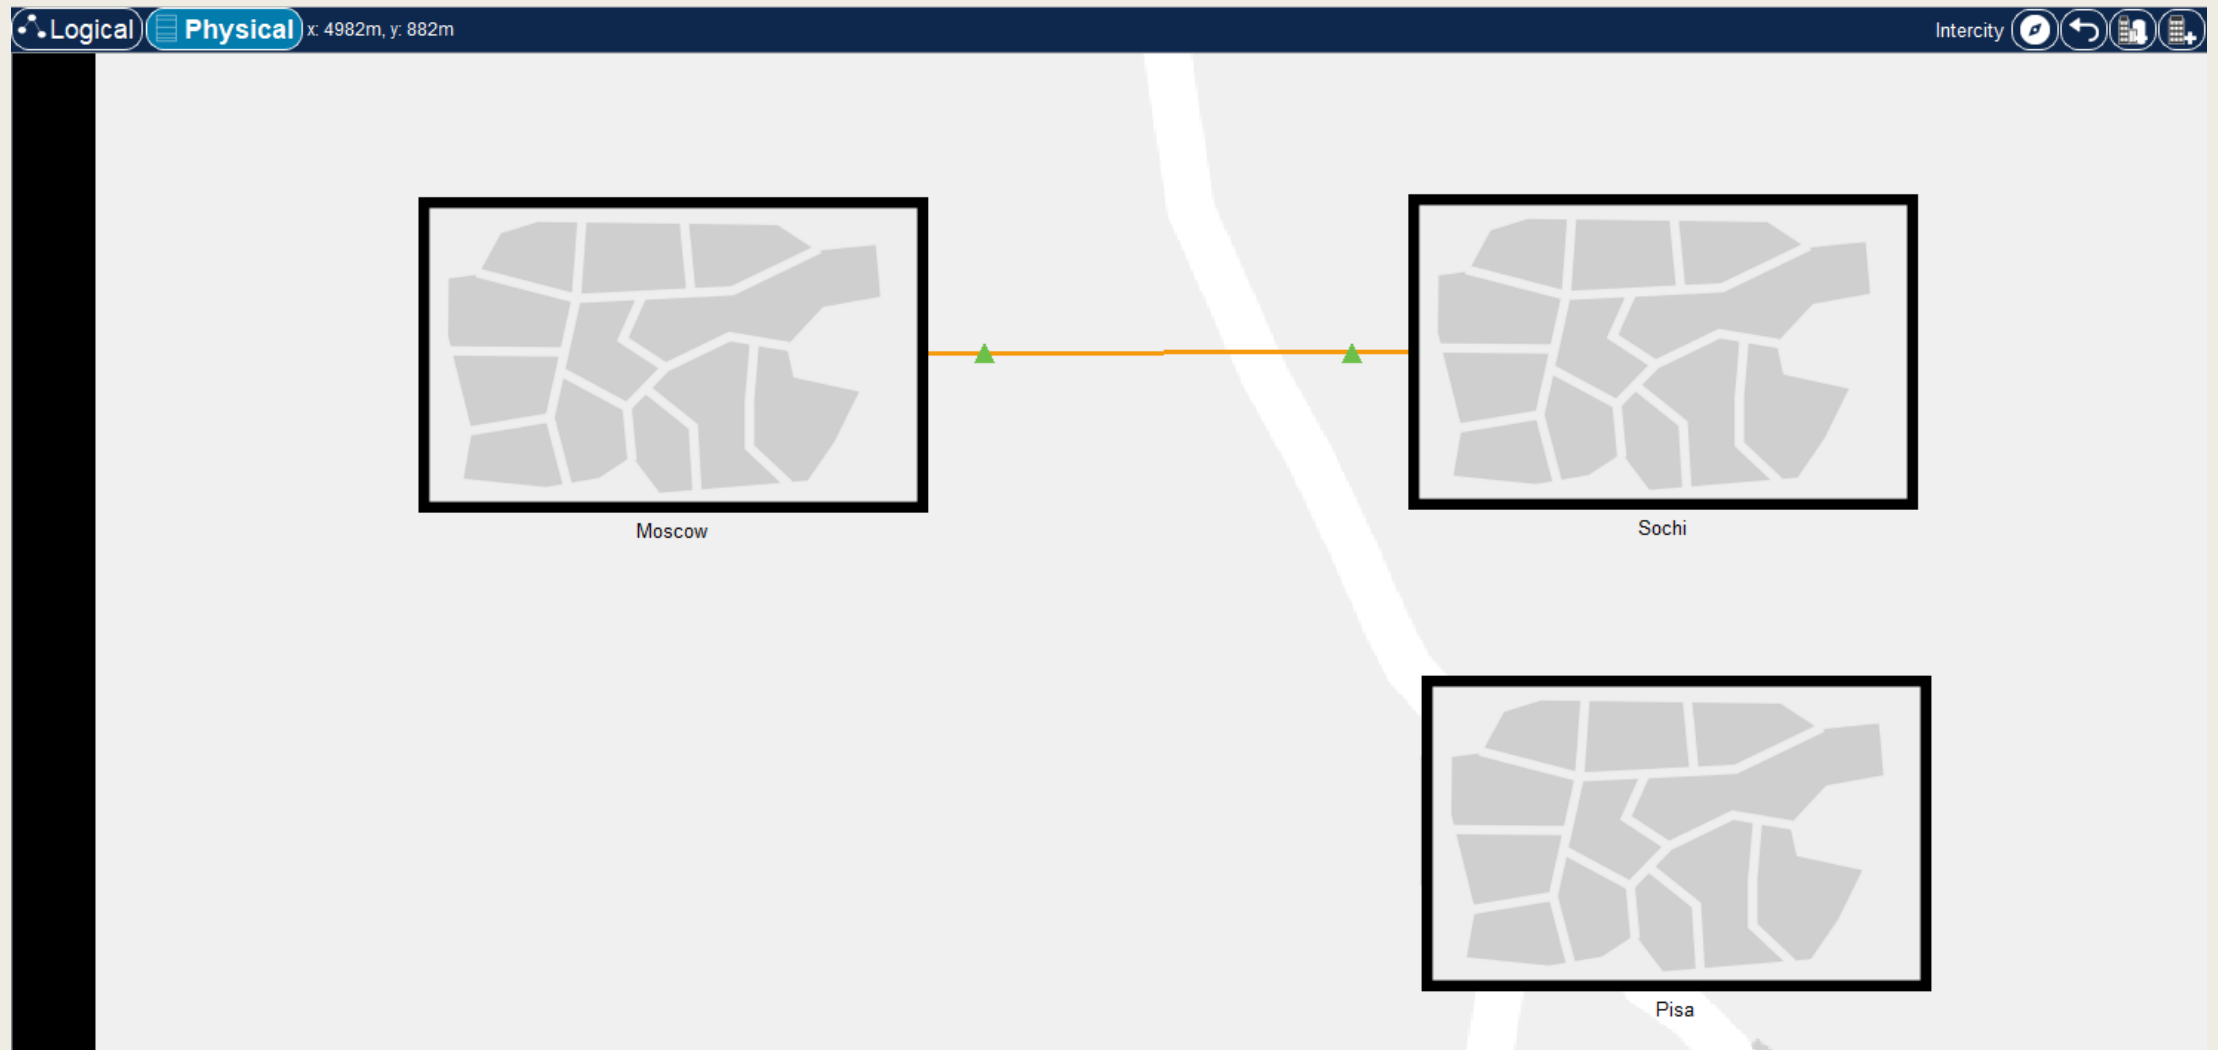 Logical Physical x: 4982m, y: 882m Intercity
Moscow
Sochi
Pisa